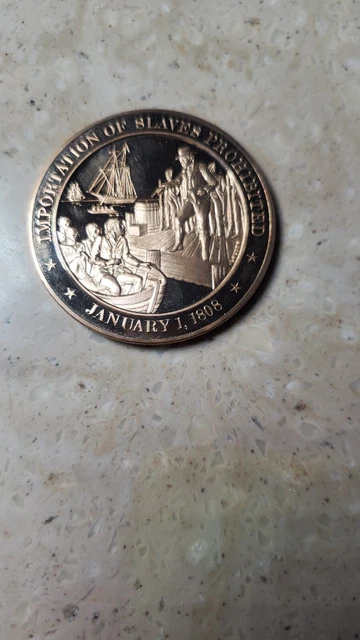 IMPORTATION OF SLAVES PROHIBITED
JANUARY 1, 1808